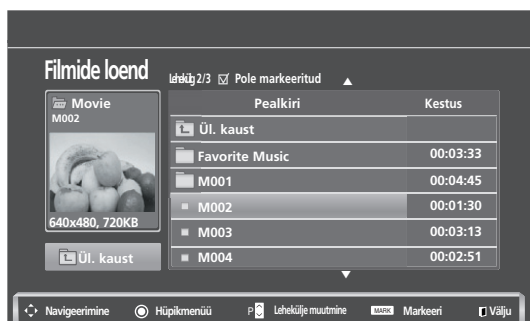 Filmide loend
Lehekülg 2/3 Pole markeeritud
Movie
M002
640x480, 720KB
Ül. kaust
Pealkiri Kestus
Ül. kaust
Favorite Music 00:03:33
M001 00:04:45
M002 00:01:30
M003 00:03:13
M004 00:02:51
Navigeerimine Hüpikmenüü P Lehekülje muutmine MARK Markeeri Välju